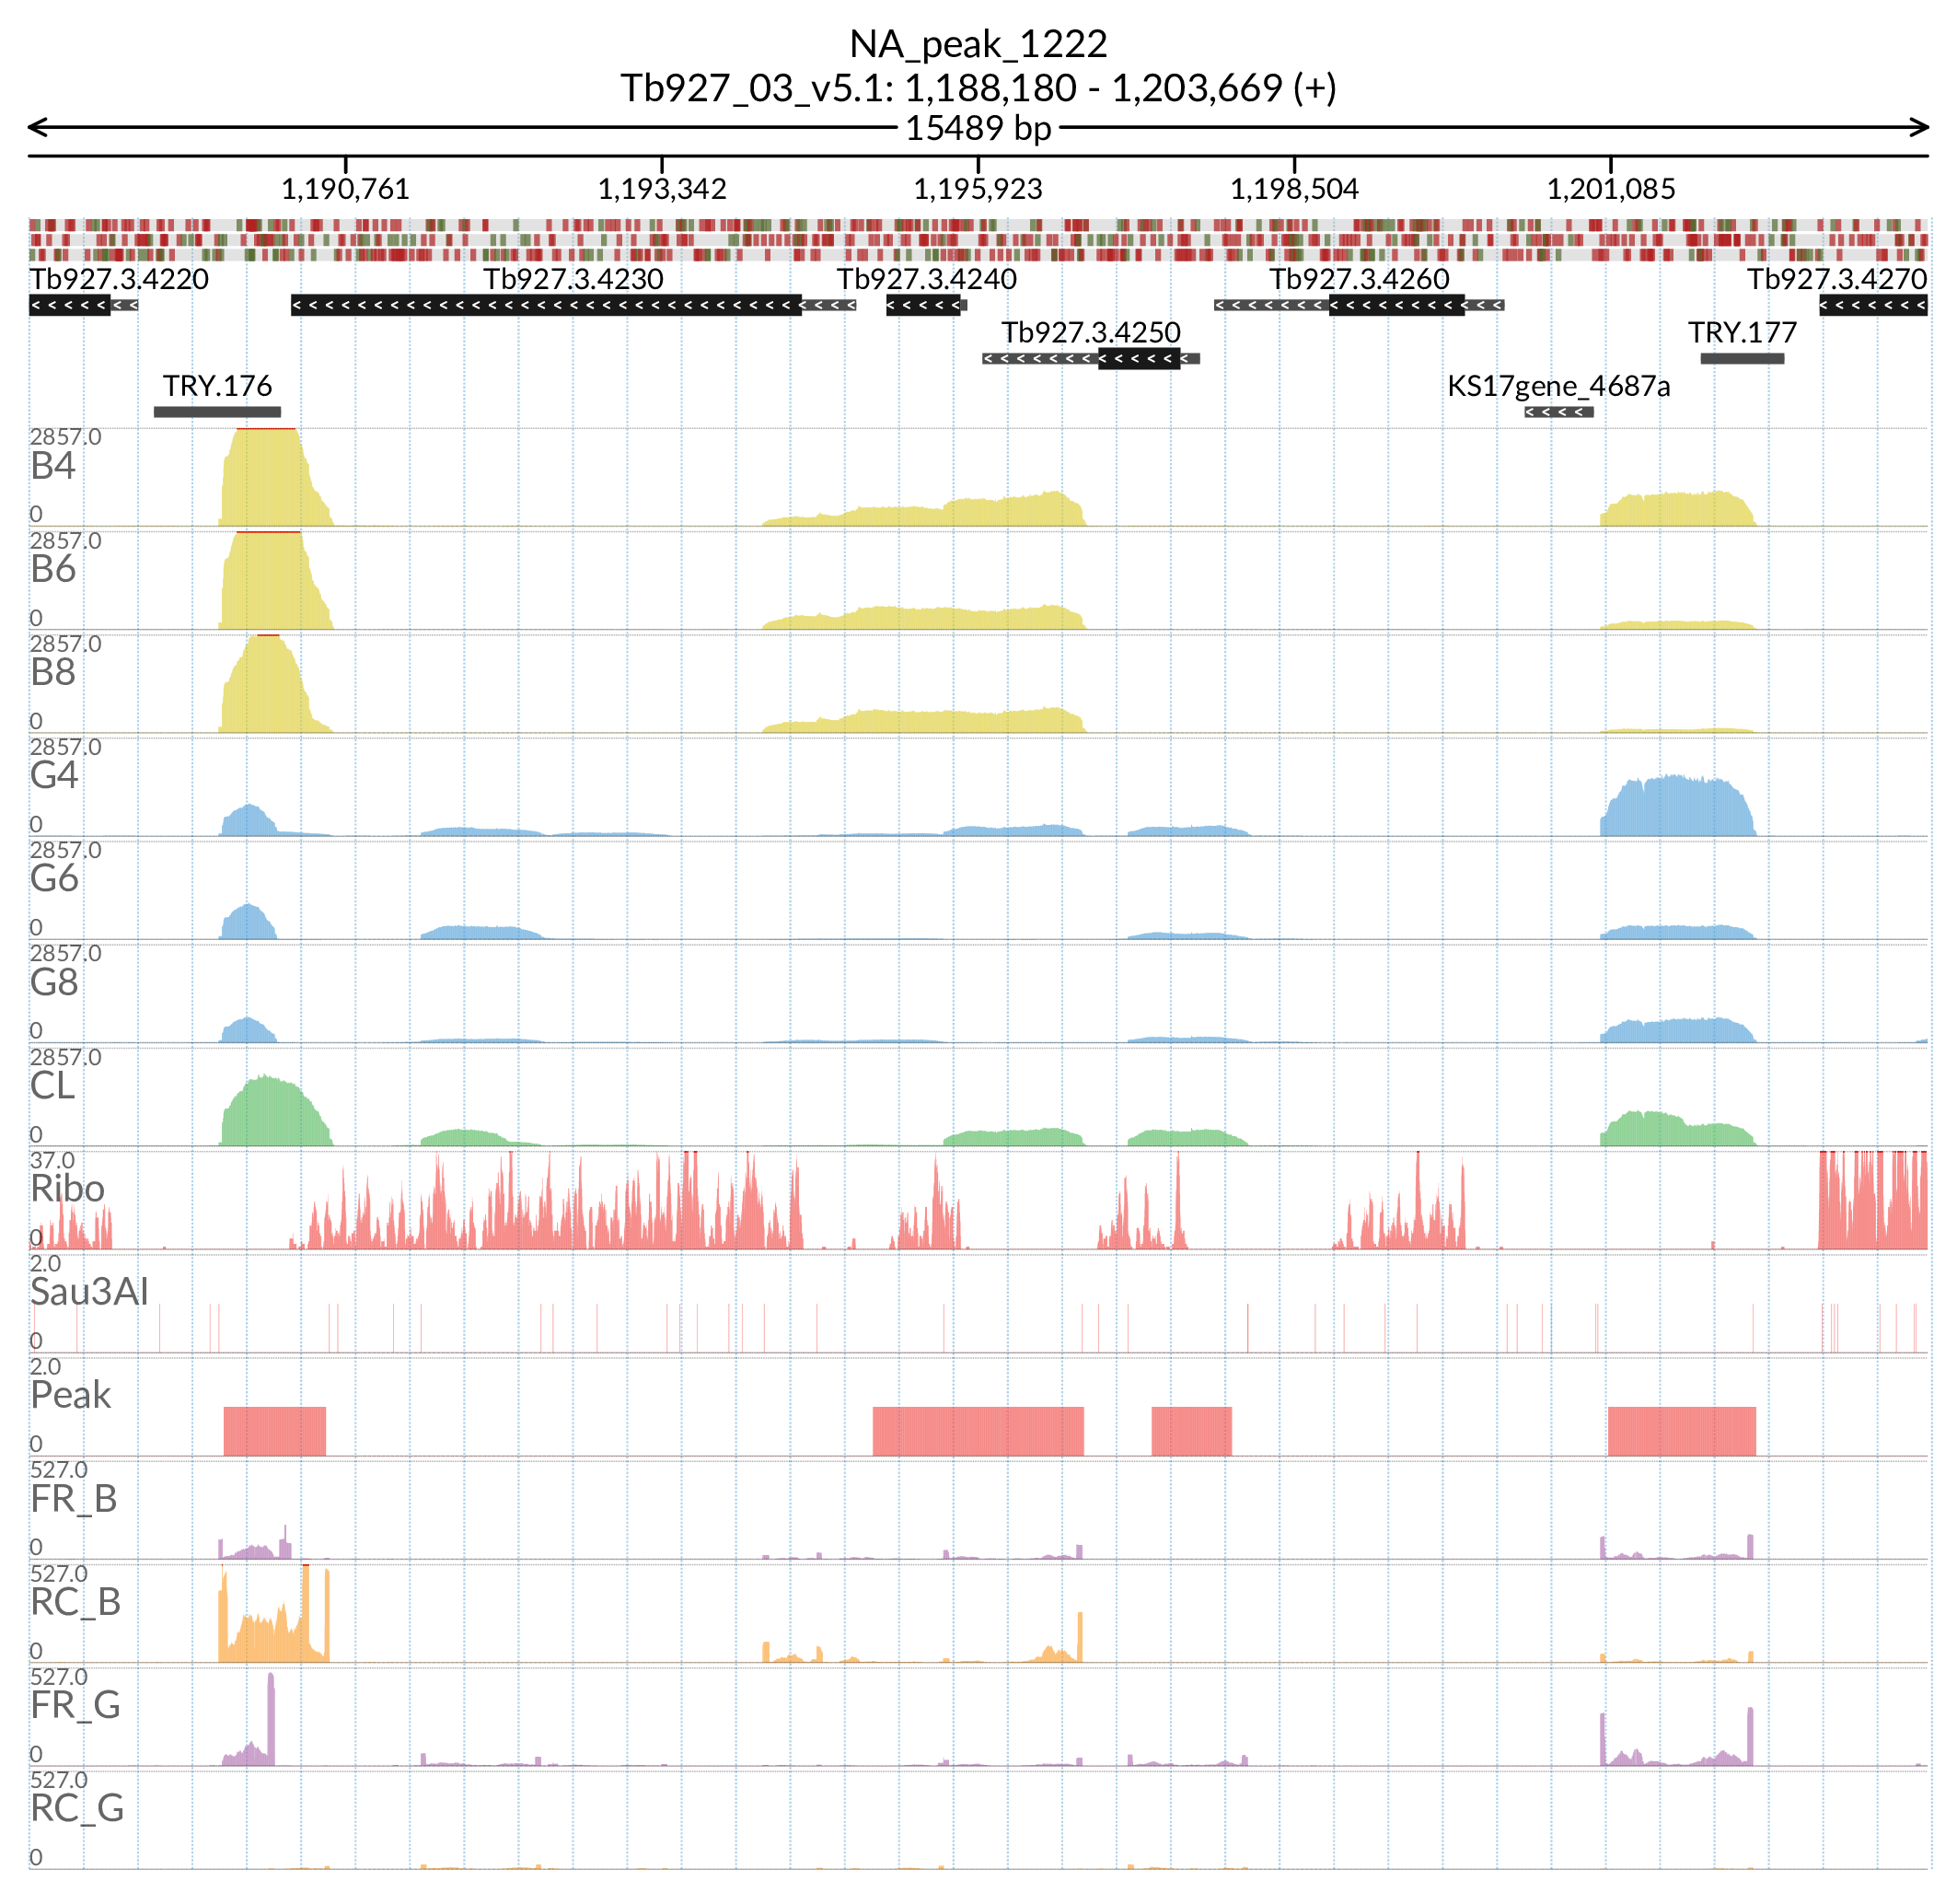 NA_peak_1222
Tb927_03_v5.1: 1,188,180 - 1,203,669 (+)
15489 bp
1,190,761 1,193,342 1,195,923 1,198,504 1,201,085
Tb927.3.4220 Tb927.3.4230 Tb927.3.4240 Tb927.3.4260 Tb927.3.4270
Tb927.3.4250 TRY.177
TRY.176 KS17gene_4687a
2857.0
B4
0
2857.0
B6
0
2857.0
B8
0
2857.0
G4
0
2857.0
G6
0
2857.0
G8
0
2857.0
CL
0
37.0
Ribo
0
2.0
Sau3AI
0
2.0
Peak
0
527.0
FR_B
0
527.0
RC_B
0
527.0
FR_G
0
527.0
RC_G
0